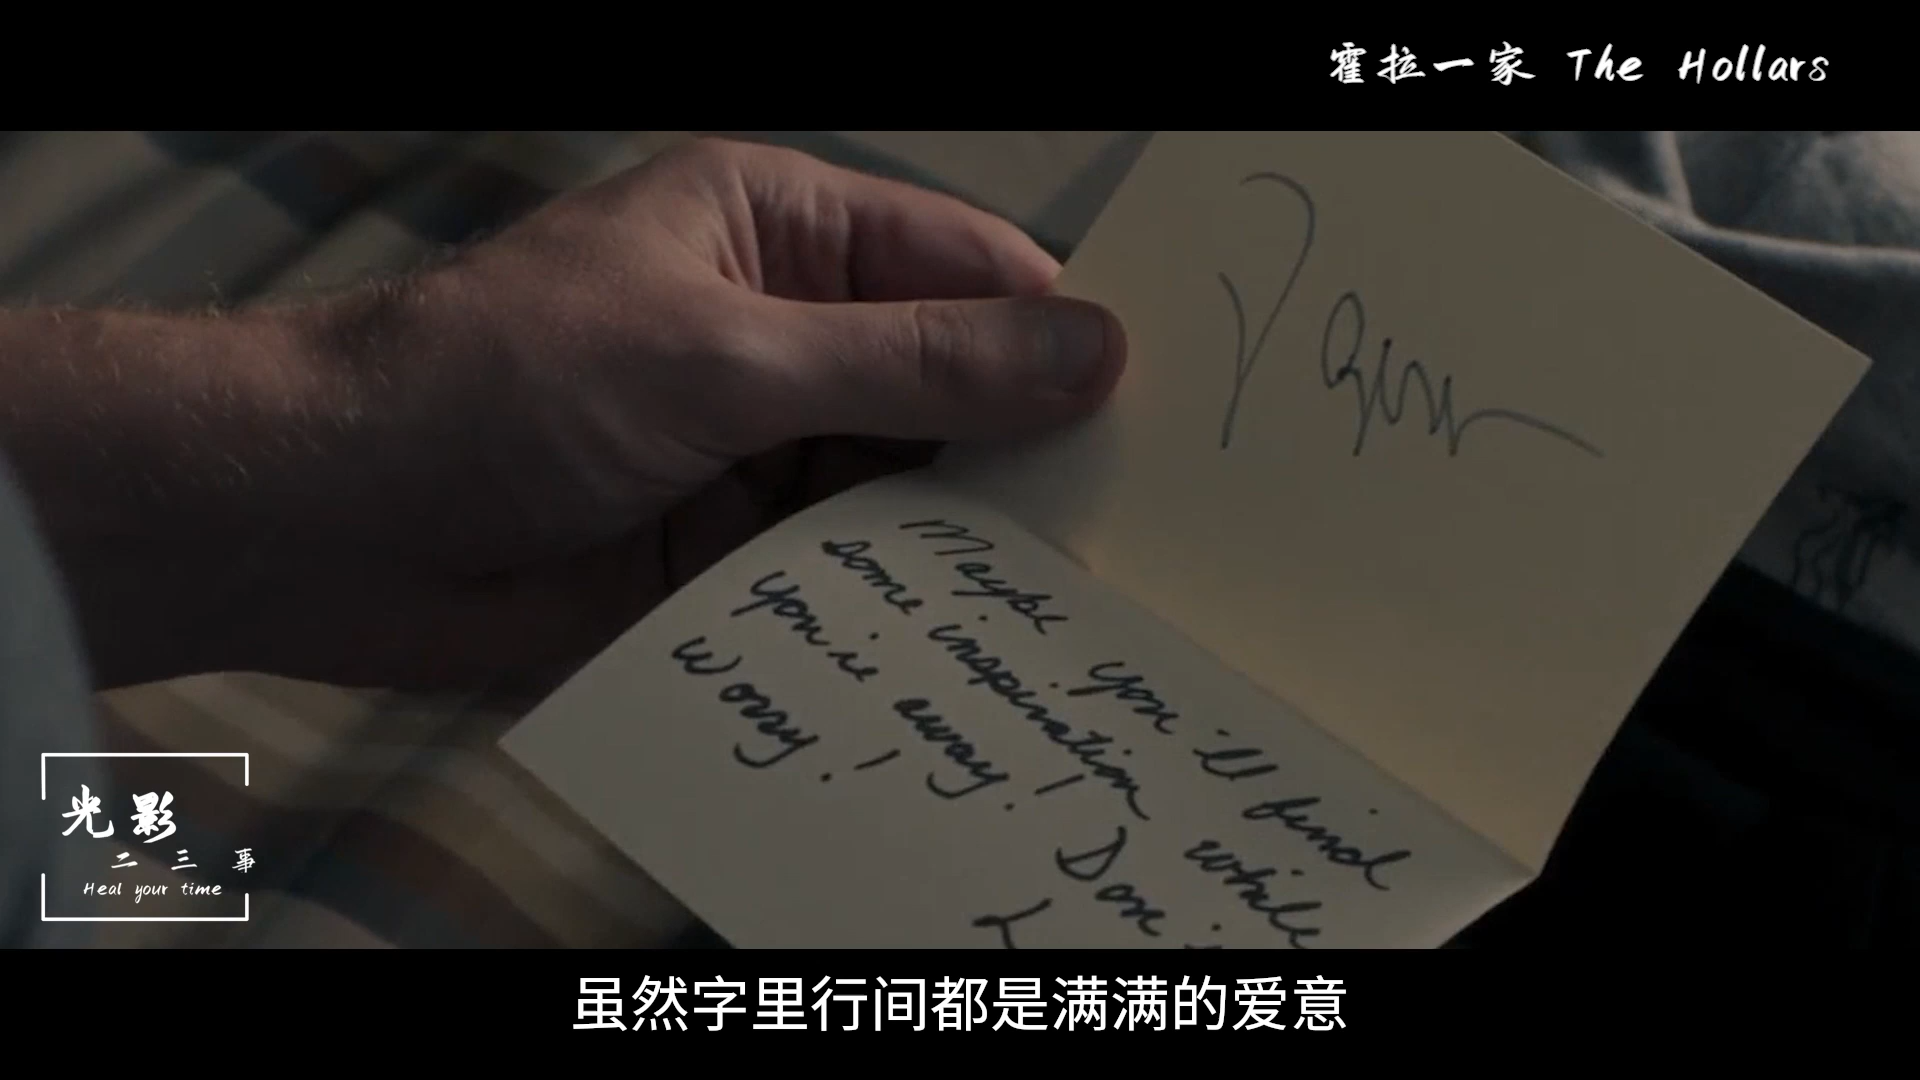 霍拉一家 The Hollars
Maybe you'll find
some inspiration while
you're away! Don't
worry!
光影
二三事
Heal your time
虽然字里行间都是满满的爱意